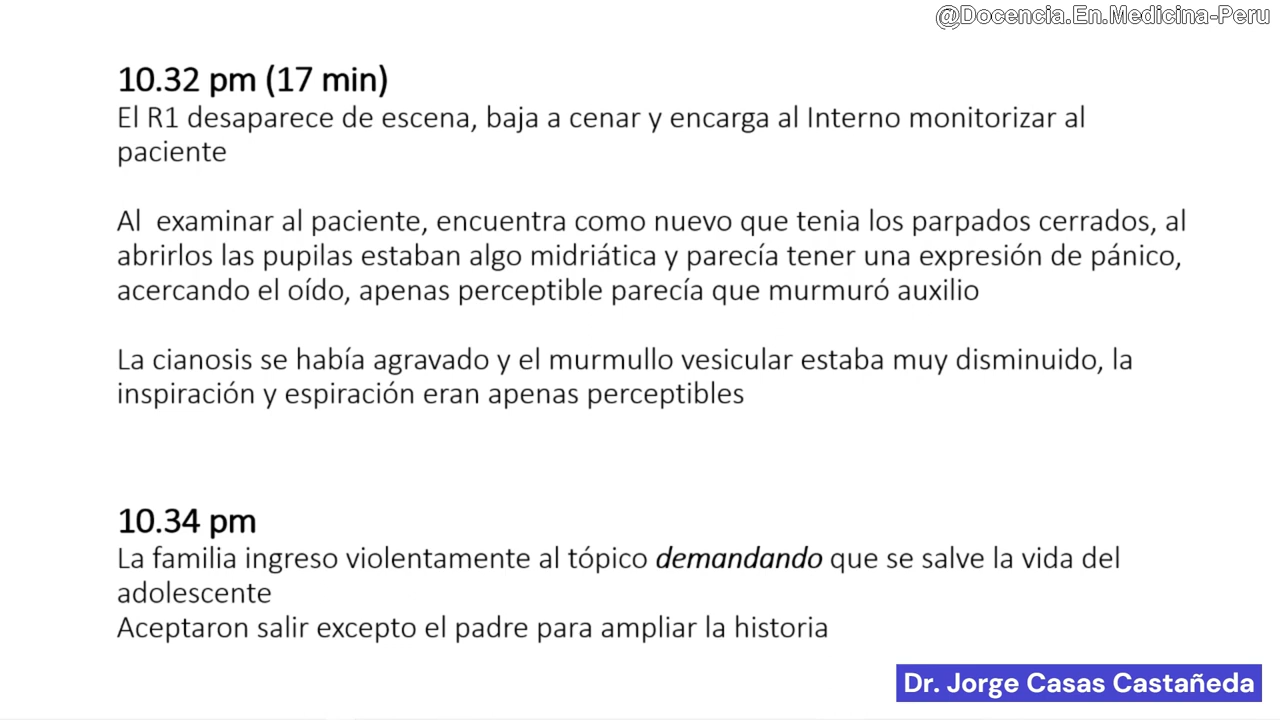 @Docencia.En.Medicina-Peru
10.32 pm (17 min)
El R1 desaparece de escena, baja a cenar y encarga al Interno monitorizar al
paciente
Al  examinar al paciente, encuentra como nuevo que tenia los parpados cerrados, al
abrirlos las pupilas estaban algo midriática y parecía tener una expresión de pánico,
acercando el oído, apenas perceptible parecía que murmuró auxilio
La cianosis se había agravado y el murmullo vesicular estaba muy disminuido, la
inspiración y espiración eran apenas perceptibles
10.34 pm
La familia ingreso violentamente al tópico demandando que se salve la vida del
adolescente
Aceptaron salir excepto el padre para ampliar la historia
Dr. Jorge Casas Castañeda